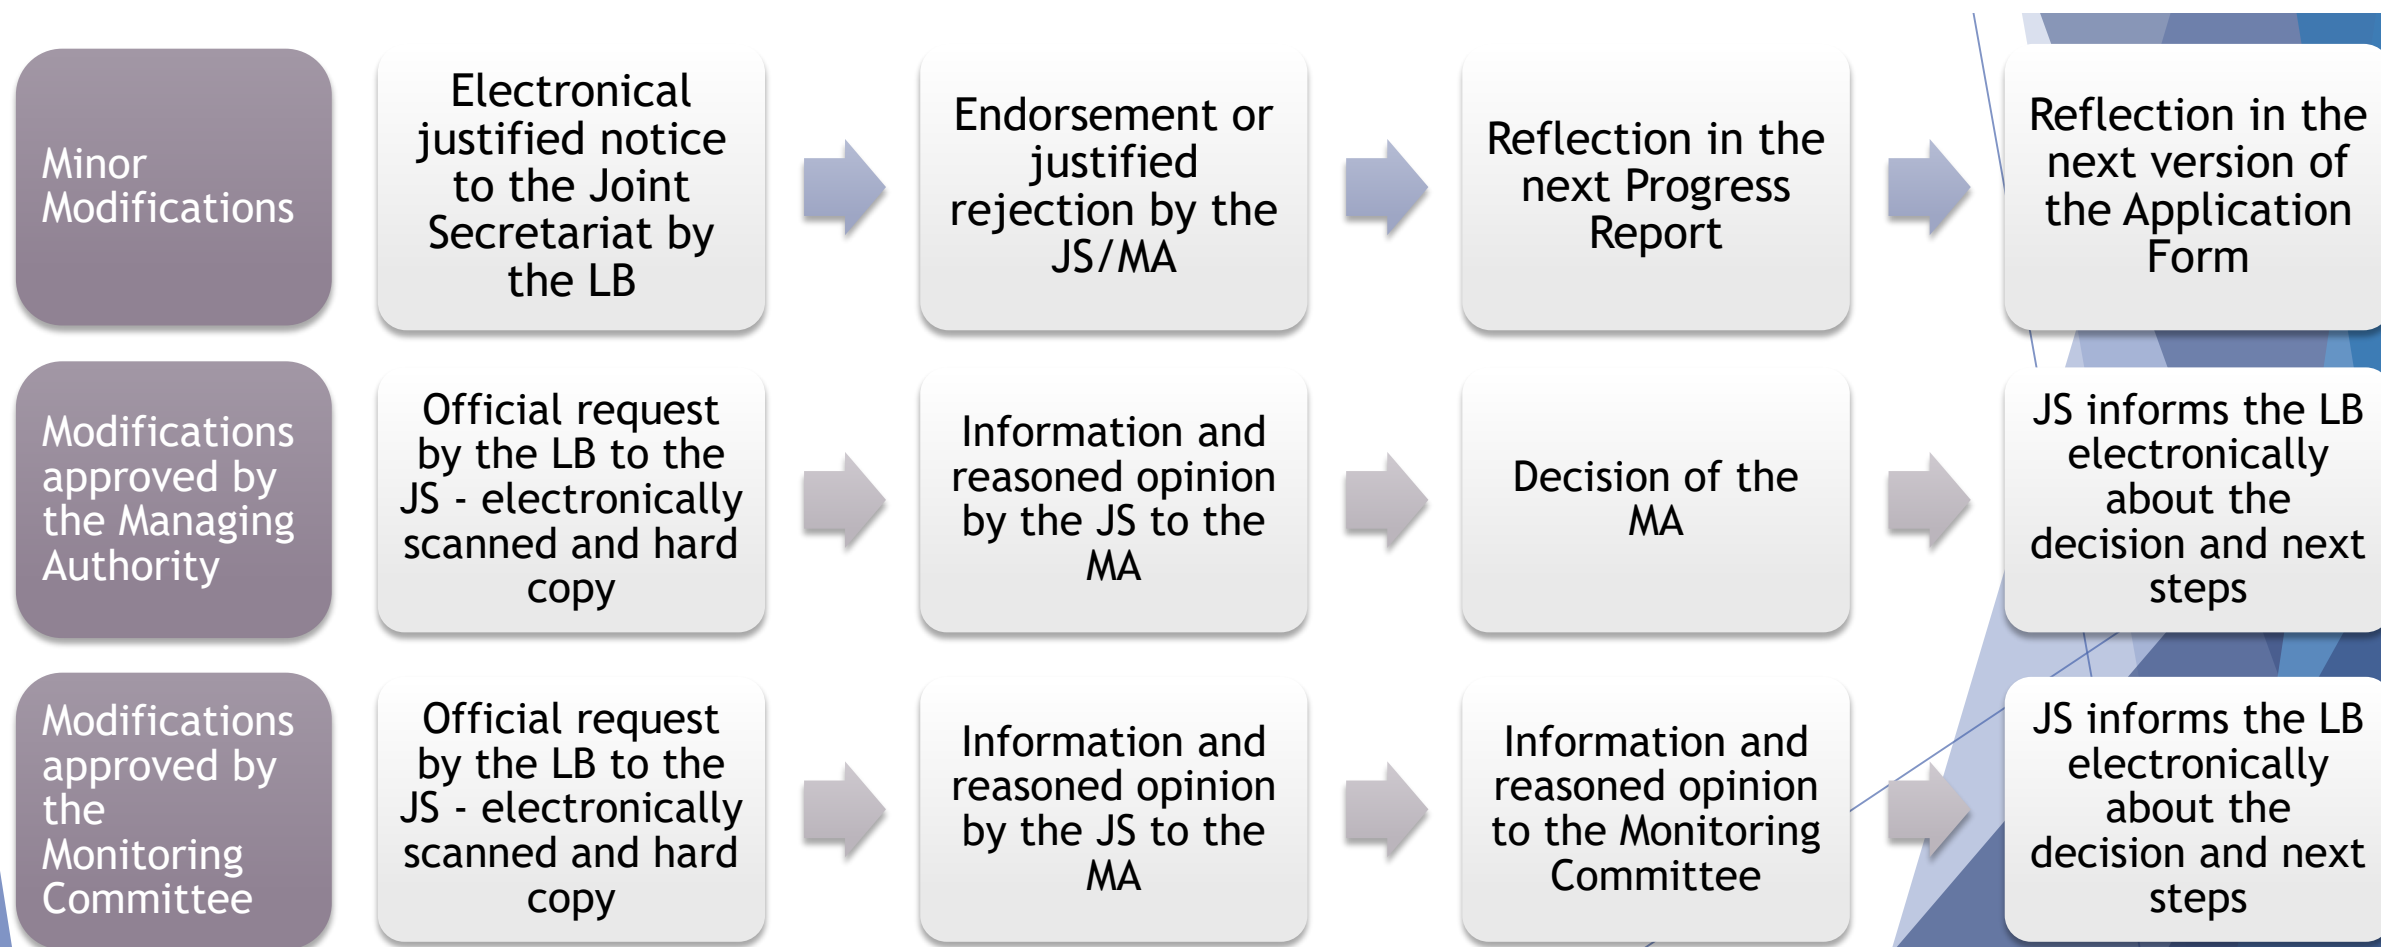 Minor
Modifications
Electronical
justified notice
to the Joint
Secretariat by
the LB
Endorsement or
justified
rejection by the
JS/MA
Reflection in the
next Progress
Report
Reflection in the
next version of
the Application
Form
Modifications
approved by
the Managing
Authority
Official request
by the LB to the
JS - electronically
scanned and hard
copy
Information and
reasoned opinion
by the JS to the
MA
Decision of the
MA
JS informs the LB
electronically
about the
decision and next
steps
Modifications
approved by
the
Monitoring
Committee
Official request
by the LB to the
JS - electronically
scanned and hard
copy
Information and
reasoned opinion
by the JS to the
MA
Information and
reasoned opinion
to the Monitoring
Committee
JS informs the LB
electronically
about the
decision and next
steps